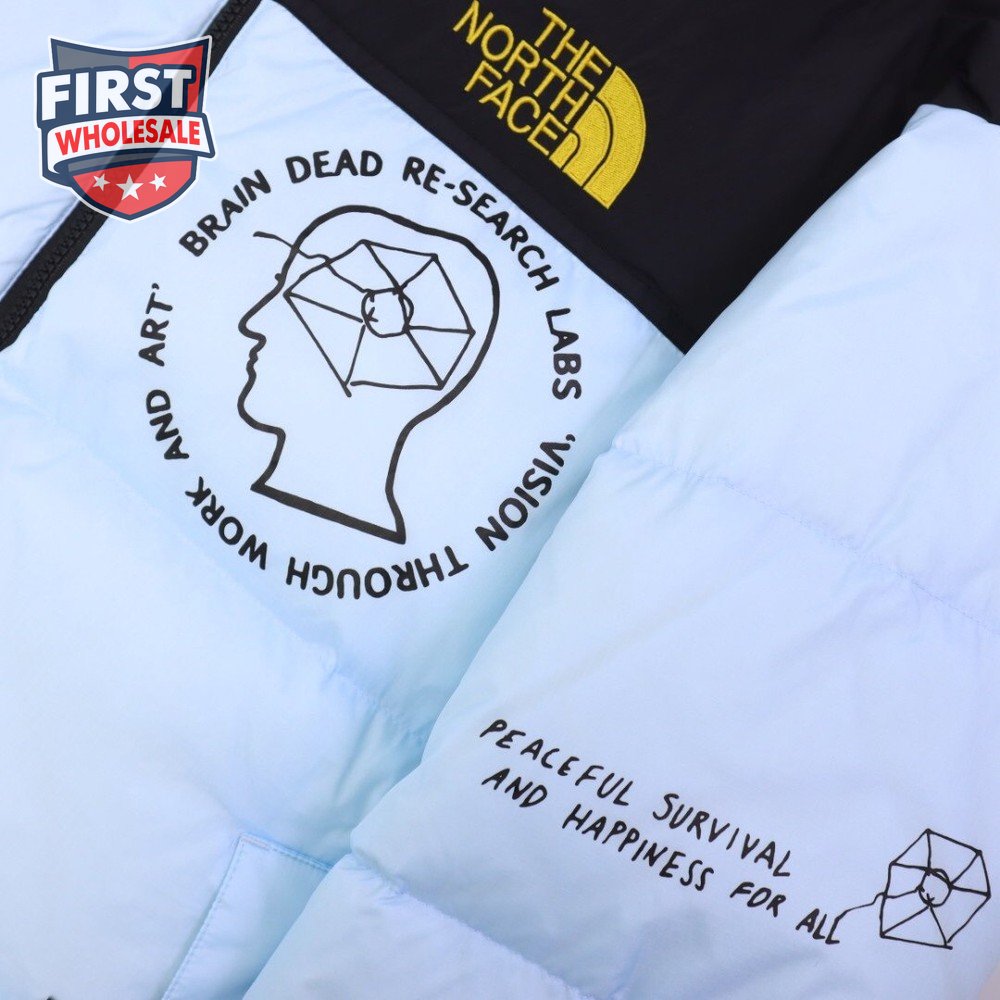 FIRST
WHOLESALE
THE
NORTH
FACE
BRAIN DEAD RE-SEARCH LABS 'VISION THROUGH WORK AND ART'
PEACEFUL SURVIVAL
AND HAPPINESS FOR ALL